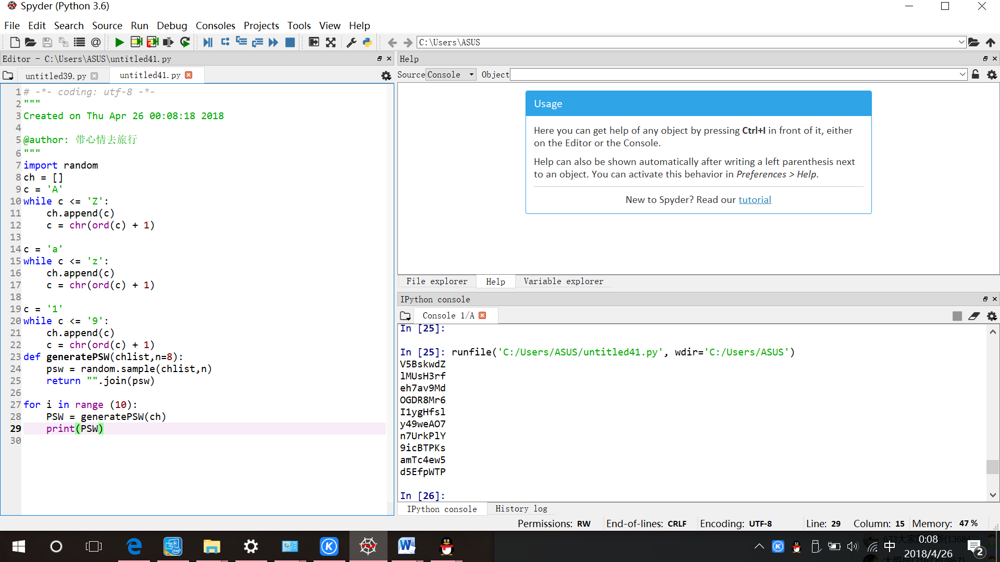 Spyder (Python 3.6)
File Edit Search Source Run Debug Consoles Projects Tools View Help
C:\Users\ASUS
Editor - C:\Users\ASUS\untitled41.py
Help
untitled39.py
untitled41.py
Source Console Object
1 # -*- coding: utf-8 -*-
2 """
3 Created on Thu Apr 26 00:08:18 2018
4
5 @author: 带心情去旅行
6 """
7 import random
8 ch = []
9 c = 'A'
10 while c <= 'Z':
11     ch.append(c)
12     c = chr(ord(c) + 1)
13
14 c = 'a'
15 while c <= 'z':
16     ch.append(c)
17     c = chr(ord(c) + 1)
18
19 c = '1'
20 while c <= '9':
21     ch.append(c)
22     c = chr(ord(c) + 1)
23 def generatePSW(chlist,n=8):
24     psw = random.sample(chlist,n)
25     return "".join(psw)
26
27 for i in range (10):
28     PSW = generatePSW(ch)
29     print(PSW)
30
Usage
Here you can get help of any object by pressing Ctrl+I in front of it, either
on the Editor or the Console.
Help can also be shown automatically after writing a left parenthesis next
to an object. You can activate this behavior in Preferences > Help.
New to Spyder? Read our tutorial
File explorer Help Variable explorer
IPython console
Console 1/A
In [25]:
In [25]: runfile('C:/Users/ASUS/untitled41.py', wdir='C:/Users/ASUS')
V5BskwdZ
lMUsH3rf
eh7av9Md
OGDR8Mr6
I1ygHfsl
y49weAO7
n7UrkPlY
9icBTPKs
amTc4ew5
d5EfpWTP
In [26]:
IPython console History log
Permissions: RW End-of-lines: CRLF Encoding: UTF-8 Line: 29 Column: 15 Memory: 47 %
中
0:08
2018/4/26
2